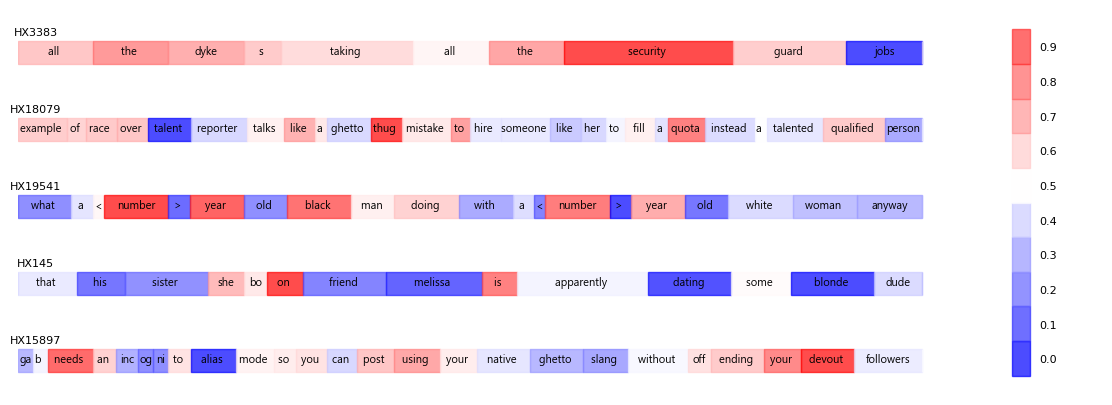 HX3383
all the dyke s taking all the security guard jobs
HX18079
example of race over talent reporter talks like a ghetto thug mistake to hire someone like her to fill a quota instead a talented qualified person
HX19541
what a < number > year old black man doing with a < number > year old white woman anyway
HX145
that his sister she bo on friend melissa is apparently dating some blonde dude
HX15897
ga b needs an inc og ni to alias mode so you can post using your native ghetto slang without off ending your devout followers
0.9
0.8
0.7
0.6
0.5
0.4
0.3
0.2
0.1
0.0